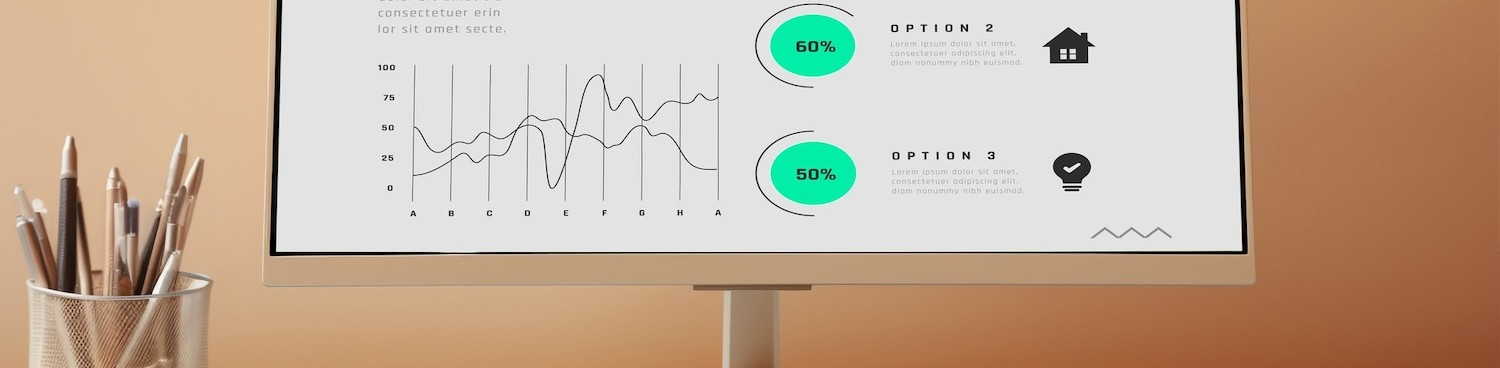 consectetuer erin
lor sit amet secte.
100
75
50
25
0
A B C D E F G H A
60%
OPTION 2
Lorem ipsum dolor sit amet,
consectetuer adipiscing elit,
diam nonummy nibh euismod.
50%
OPTION 3
Lorem ipsum dolor sit amet,
consectetuer adipiscing elit,
diam nonummy nibh euismod.